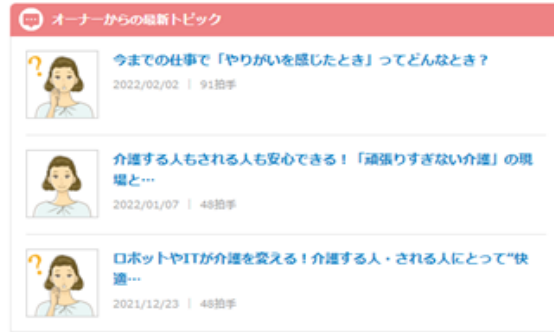 オーナーからの最新トピック
?
今までの仕事で「やりがいを感じたとき」ってどんなとき?
2022/02/02 | 91拍手
介護する人もされる人も安心できる!「頑張りすぎない介護」の現
場と…
2022/01/07 | 48拍手
?
ロボットやITが介護を変える!介護する人・される人にとって“快
適…
2021/12/23 | 48拍手